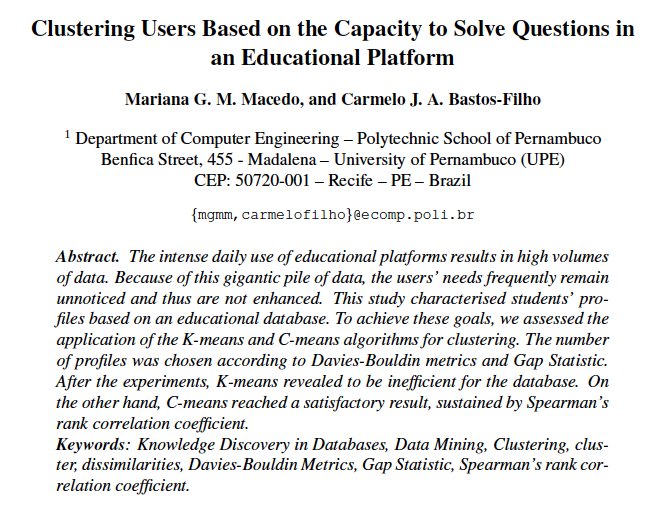 Clustering Users Based on the Capacity to Solve Questions in
an Educational Platform
Mariana G. M. Macedo, and Carmelo J. A. Bastos-Filho
1 Department of Computer Engineering – Polytechnic School of Pernambuco
Benfica Street, 455 - Madalena – University of Pernambuco (UPE)
CEP: 50720-001 – Recife – PE – Brazil
{mgmm,carmelofilho}@ecomp.poli.br
Abstract. The intense daily use of educational platforms results in high volumes
of data. Because of this gigantic pile of data, the users' needs frequently remain
unnoticed and thus are not enhanced. This study characterised students' pro-
files based on an educational database. To achieve these goals, we assessed the
application of the K-means and C-means algorithms for clustering. The number
of profiles was chosen according to Davies-Bouldin metrics and Gap Statistic.
After the experiments, K-means revealed to be inefficient for the database. On
the other hand, C-means reached a satisfactory result, sustained by Spearman's
rank correlation coefficient.
Keywords: Knowledge Discovery in Databases, Data Mining, Clustering, clus-
ter, dissimilarities, Davies-Bouldin Metrics, Gap Statistic, Spearman's rank cor-
relation coefficient.